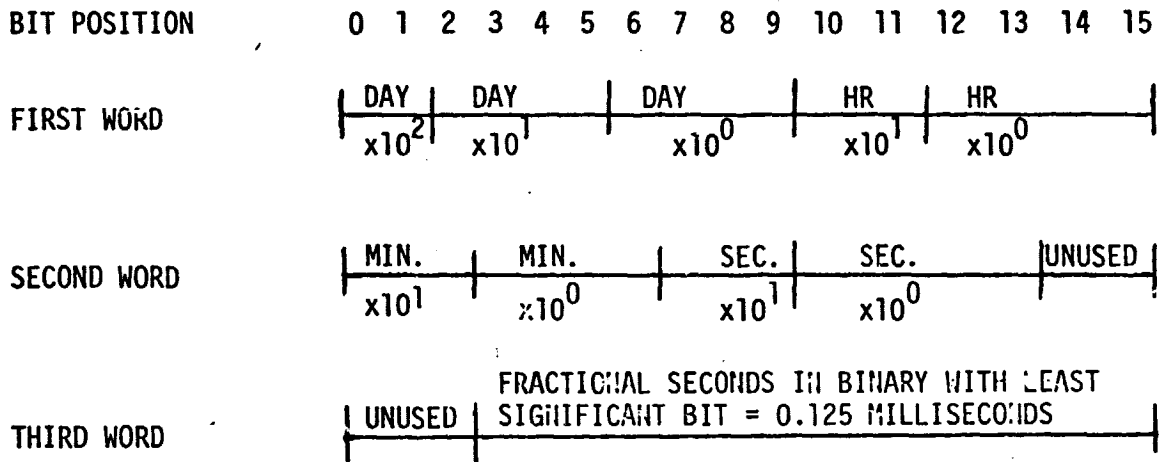 BIT POSITION 0 1 2 3 4 5 6 7 8 9 10 11 12 13 14 15
DAY DAY DAY HR HR
FIRST WORD
x10² x10¹ x10⁰ x10¹ x10⁰
MIN. MIN. SEC. SEC. UNUSED
SECOND WORD
x10¹ x10⁰ x10¹ x10⁰
FRACTIONAL SECONDS IN BINARY WITH LEAST
UNUSED SIGNIFICANT BIT = 0.125 MILLISECONDS
THIRD WORD